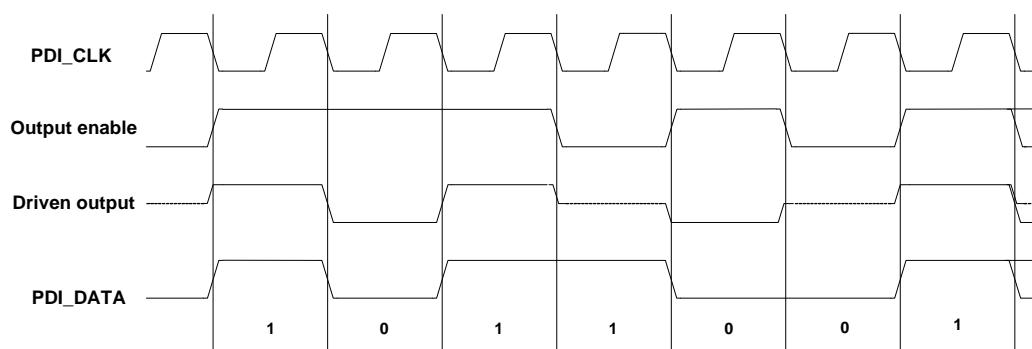 PDI_CLK
Output enable
Driven output
PDI_DATA
1 0 1 1 0 0 1